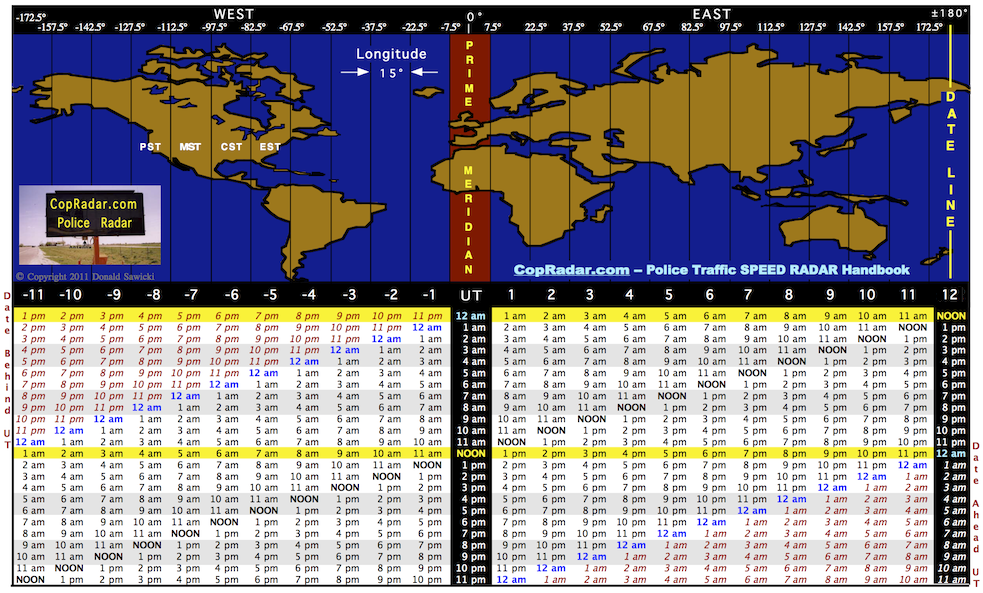 -172.5° WEST 0° EAST ±180°
-157.5° -142.5° -127.5° -112.5° -97.5° -82.5° -67.5° -52.5° -37.5° -22.5° -7.5° 7.5° 22.5° 37.5° 52.5° 67.5° 82.5° 97.5° 112.5° 127.5° 142.5° 157.5° 172.5°
Longitude
15°
PRIME
MERIDIAN
DATE LINE
PST MST CST EST
CopRadar.com
Police Radar
© Copyright 2011 Donald Sawicki
CopRadar.com – Police Traffic SPEED RADAR Handbook
Date Behind UT
-11 -10 -9 -8 -7 -6 -5 -4 -3 -2 -1 UT 1 2 3 4 5 6 7 8 9 10 11 12
1 pm 2 pm 3 pm 4 pm 5 pm 6 pm 7 pm 8 pm 9 pm 10 pm 11 pm 12 am 1 am 2 am 3 am 4 am 5 am 6 am 7 am 8 am 9 am 10 am 11 am NOON
2 pm 3 pm 4 pm 5 pm 6 pm 7 pm 8 pm 9 pm 10 pm 11 pm 12 am 1 am 2 am 3 am 4 am 5 am 6 am 7 am 8 am 9 am 10 am 11 am NOON 1 pm
3 pm 4 pm 5 pm 6 pm 7 pm 8 pm 9 pm 10 pm 11 pm 12 am 1 am 2 am 3 am 4 am 5 am 6 am 7 am 8 am 9 am 10 am 11 am NOON 1 pm 2 pm
4 pm 5 pm 6 pm 7 pm 8 pm 9 pm 10 pm 11 pm 12 am 1 am 2 am 3 am 4 am 5 am 6 am 7 am 8 am 9 am 10 am 11 am NOON 1 pm 2 pm 3 pm
5 pm 6 pm 7 pm 8 pm 9 pm 10 pm 11 pm 12 am 1 am 2 am 3 am 4 am 5 am 6 am 7 am 8 am 9 am 10 am 11 am NOON 1 pm 2 pm 3 pm 4 pm
6 pm 7 pm 8 pm 9 pm 10 pm 11 pm 12 am 1 am 2 am 3 am 4 am 5 am 6 am 7 am 8 am 9 am 10 am 11 am NOON 1 pm 2 pm 3 pm 4 pm 5 pm
7 pm 8 pm 9 pm 10 pm 11 pm 12 am 1 am 2 am 3 am 4 am 5 am 6 am 7 am 8 am 9 am 10 am 11 am NOON 1 pm 2 pm 3 pm 4 pm 5 pm 6 pm
8 pm 9 pm 10 pm 11 pm 12 am 1 am 2 am 3 am 4 am 5 am 6 am 7 am 8 am 9 am 10 am 11 am NOON 1 pm 2 pm 3 pm 4 pm 5 pm 6 pm 7 pm
9 pm 10 pm 11 pm 12 am 1 am 2 am 3 am 4 am 5 am 6 am 7 am 8 am 9 am 10 am 11 am NOON 1 pm 2 pm 3 pm 4 pm 5 pm 6 pm 7 pm 8 pm
10 pm 11 pm 12 am 1 am 2 am 3 am 4 am 5 am 6 am 7 am 8 am 9 am 10 am 11 am NOON 1 pm 2 pm 3 pm 4 pm 5 pm 6 pm 7 pm 8 pm 9 pm
11 pm 12 am 1 am 2 am 3 am 4 am 5 am 6 am 7 am 8 am 9 am 10 am 11 am NOON 1 pm 2 pm 3 pm 4 pm 5 pm 6 pm 7 pm 8 pm 9 pm 10 pm
12 am 1 am 2 am 3 am 4 am 5 am 6 am 7 am 8 am 9 am 10 am 11 am NOON 1 pm 2 pm 3 pm 4 pm 5 pm 6 pm 7 pm 8 pm 9 pm 10 pm 11 pm
1 am 2 am 3 am 4 am 5 am 6 am 7 am 8 am 9 am 10 am 11 am NOON 1 pm 2 pm 3 pm 4 pm 5 pm 6 pm 7 pm 8 pm 9 pm 10 pm 11 pm 12 am
2 am 3 am 4 am 5 am 6 am 7 am 8 am 9 am 10 am 11 am NOON 1 pm 2 pm 3 pm 4 pm 5 pm 6 pm 7 pm 8 pm 9 pm 10 pm 11 pm 12 am 1 am
3 am 4 am 5 am 6 am 7 am 8 am 9 am 10 am 11 am NOON 1 pm 2 pm 3 pm 4 pm 5 pm 6 pm 7 pm 8 pm 9 pm 10 pm 11 pm 12 am 1 am 2 am
4 am 5 am 6 am 7 am 8 am 9 am 10 am 11 am NOON 1 pm 2 pm 3 pm 4 pm 5 pm 6 pm 7 pm 8 pm 9 pm 10 pm 11 pm 12 am 1 am 2 am 3 am
5 am 6 am 7 am 8 am 9 am 10 am 11 am NOON 1 pm 2 pm 3 pm 4 pm 5 pm 6 pm 7 pm 8 pm 9 pm 10 pm 11 pm 12 am 1 am 2 am 3 am 4 am
6 am 7 am 8 am 9 am 10 am 11 am NOON 1 pm 2 pm 3 pm 4 pm 5 pm 6 pm 7 pm 8 pm 9 pm 10 pm 11 pm 12 am 1 am 2 am 3 am 4 am 5 am
7 am 8 am 9 am 10 am 11 am NOON 1 pm 2 pm 3 pm 4 pm 5 pm 6 pm 7 pm 8 pm 9 pm 10 pm 11 pm 12 am 1 am 2 am 3 am 4 am 5 am 6 am
8 am 9 am 10 am 11 am NOON 1 pm 2 pm 3 pm 4 pm 5 pm 6 pm 7 pm 8 pm 9 pm 10 pm 11 pm 12 am 1 am 2 am 3 am 4 am 5 am 6 am 7 am
9 am 10 am 11 am NOON 1 pm 2 pm 3 pm 4 pm 5 pm 6 pm 7 pm 8 pm 9 pm 10 pm 11 pm 12 am 1 am 2 am 3 am 4 am 5 am 6 am 7 am 8 am
10 am 11 am NOON 1 pm 2 pm 3 pm 4 pm 5 pm 6 pm 7 pm 8 pm 9 pm 10 pm 11 pm 12 am 1 am 2 am 3 am 4 am 5 am 6 am 7 am 8 am 9 am
11 am NOON 1 pm 2 pm 3 pm 4 pm 5 pm 6 pm 7 pm 8 pm 9 pm 10 pm 11 pm 12 am 1 am 2 am 3 am 4 am 5 am 6 am 7 am 8 am 9 am 10 am
NOON 1 pm 2 pm 3 pm 4 pm 5 pm 6 pm 7 pm 8 pm 9 pm 10 pm 11 pm 12 am 1 am 2 am 3 am 4 am 5 am 6 am 7 am 8 am 9 am 10 am 11 am
Date Ahead UT